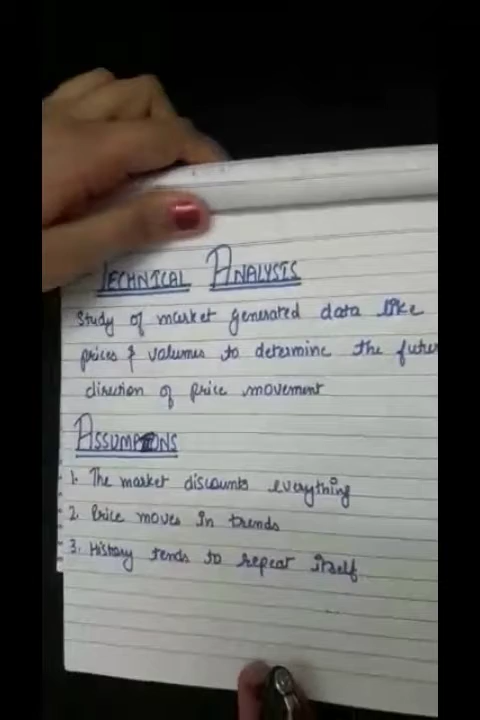 TECHNICAL ANALYSIS
Study of market generated data like
prices & volumes to determine the future
direction of price movement
ASSUMPTIONS
1. The market discounts everything
2. Price moves in trends
3. History tends to repeat itself